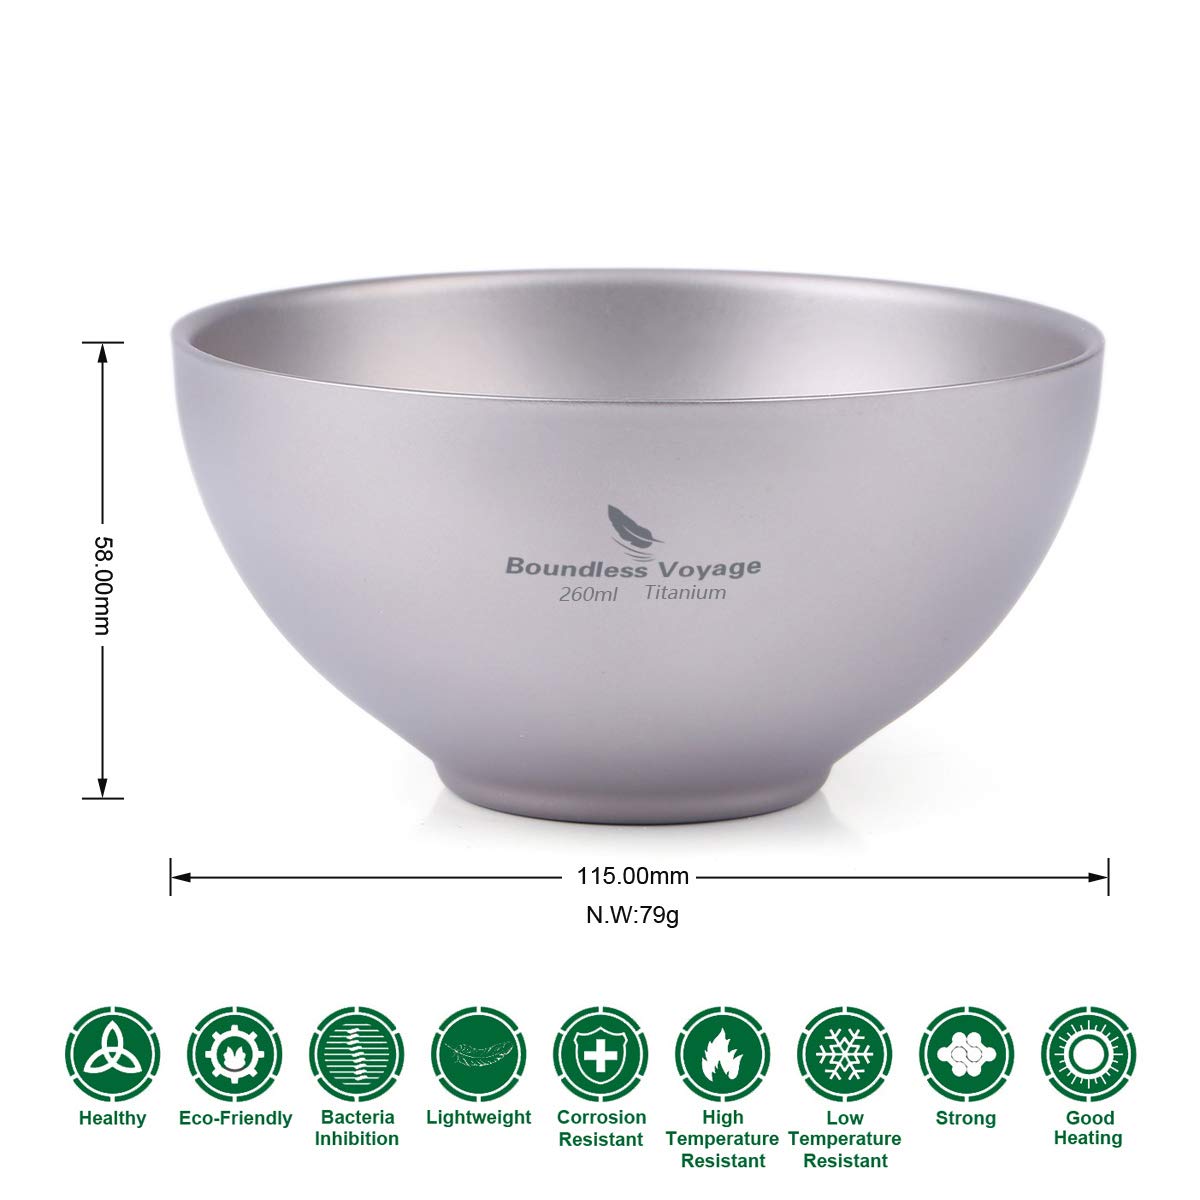 Boundless Voyage
260ml Titanium
58.00mm
115.00mm
N.W:79g
Healthy
Eco-Friendly
Bacteria
Inhibition
Lightweight
Corrosion
Resistant
High
Temperature
Resistant
Low
Temperature
Resistant
Strong
Good
Heating